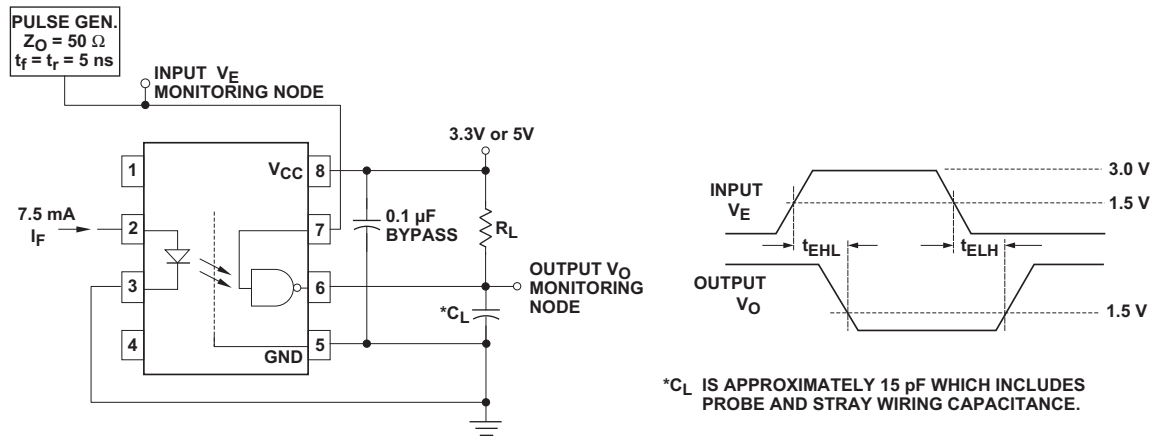 PULSE GEN.
ZO = 50 Ω
tf = tr = 5 ns
INPUT VE
MONITORING NODE
3.3V or 5V
1
VCC 8
7.5 mA
IF
2
7
0.1 µF
BYPASS
RL
3
6
OUTPUT VO
MONITORING
NODE
*CL
4
GND 5
INPUT
VE
3.0 V
1.5 V
tEHL
tELH
OUTPUT
VO
1.5 V
*CL IS APPROXIMATELY 15 pF WHICH INCLUDES
PROBE AND STRAY WIRING CAPACITANCE.